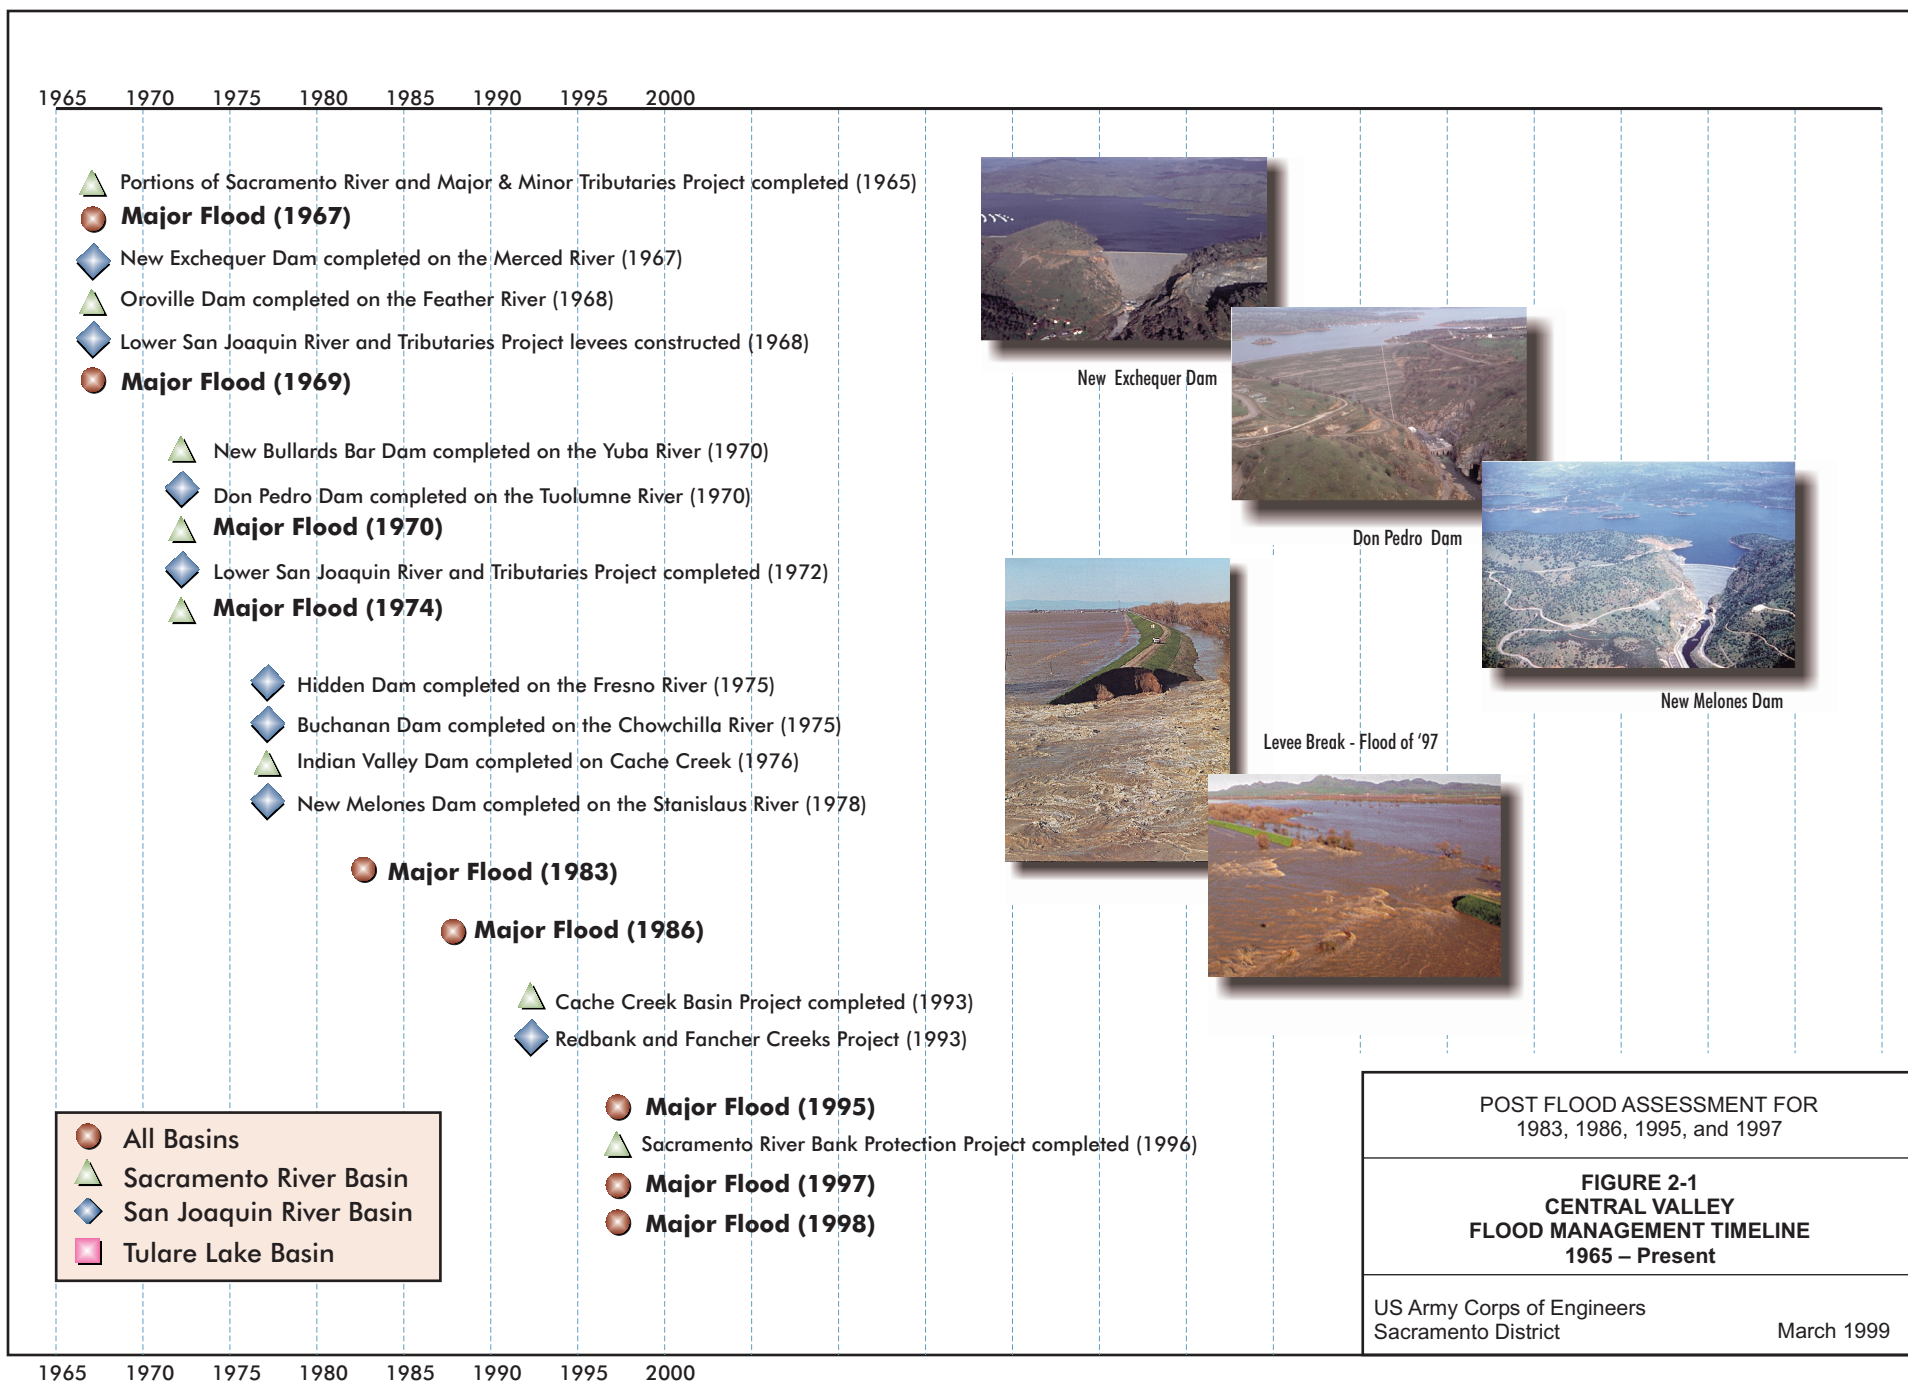 1965 1970 1975 1980 1985 1990 1995 2000
Portions of Sacramento River and Major & Minor Tributaries Project completed (1965)
Major Flood (1967)
New Exchequer Dam completed on the Merced River (1967)
Oroville Dam completed on the Feather River (1968)
Lower San Joaquin River and Tributaries Project levees constructed (1968)
Major Flood (1969)
New Bullards Bar Dam completed on the Yuba River (1970)
Don Pedro Dam completed on the Tuolumne River (1970)
Major Flood (1970)
Lower San Joaquin River and Tributaries Project completed (1972)
Major Flood (1974)
Hidden Dam completed on the Fresno River (1975)
Buchanan Dam completed on the Chowchilla River (1975)
Indian Valley Dam completed on Cache Creek (1976)
New Melones Dam completed on the Stanislaus River (1978)
Major Flood (1983)
Major Flood (1986)
Cache Creek Basin Project completed (1993)
Redbank and Fancher Creeks Project (1993)
Major Flood (1995)
Sacramento River Bank Protection Project completed (1996)
Major Flood (1997)
Major Flood (1998)
New Exchequer Dam
Don Pedro Dam
New Melones Dam
Levee Break - Flood of ‘97
All Basins
Sacramento River Basin
San Joaquin River Basin
Tulare Lake Basin
POST FLOOD ASSESSMENT FOR
1983, 1986, 1995, and 1997
FIGURE 2-1
CENTRAL VALLEY
FLOOD MANAGEMENT TIMELINE
1965 – Present
US Army Corps of Engineers
Sacramento District March 1999
1965 1970 1975 1980 1985 1990 1995 2000